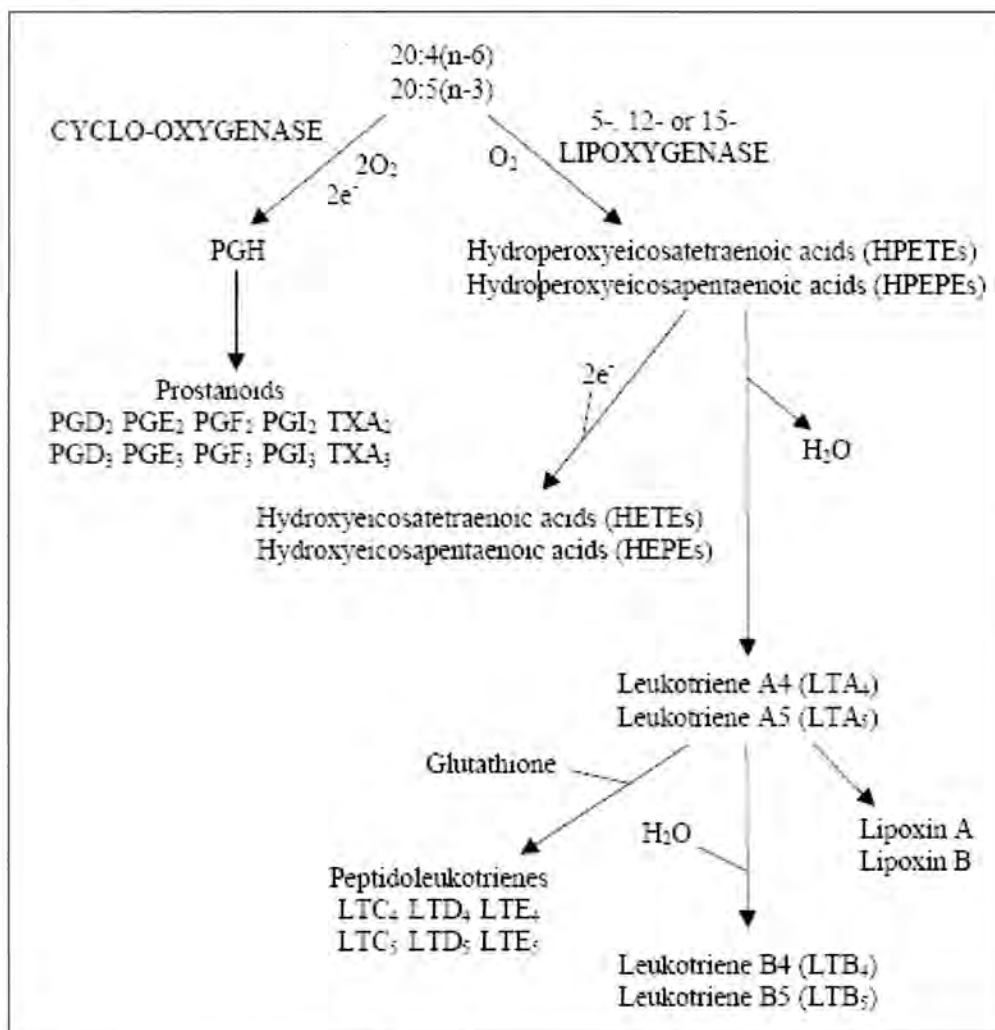 20:4(n-6)
20:5(n-3)
CYCLO-OXYGENASE
5-, 12- or 15-
LIPOXYGENASE
2O₂
2e⁻
O₂
PGH
Hydroperoxyeicosatetraenoic acids (HPETEs)
Hydroperoxyeicosapentaenoic acids (HPEPEs)
Prostanoids
PGD₂ PGE₂ PGF₂ PGI₂ TXA₂
PGD₃ PGE₃ PGF₃ PGI₃ TXA₃
2e⁻
H₂O
Hydroxyeicosatetraenoic acids (HETEs)
Hydroxyeicosapentaenoic acids (HEPEs)
Leukotriene A4 (LTA₄)
Leukotriene A5 (LTA₅)
Glutathione
H₂O
Lipoxin A
Lipoxin B
Peptidoleukotrienes
LTC₄ LTD₄ LTE₄
LTC₅ LTD₅ LTE₅
Leukotriene B4 (LTB₄)
Leukotriene B5 (LTB₅)